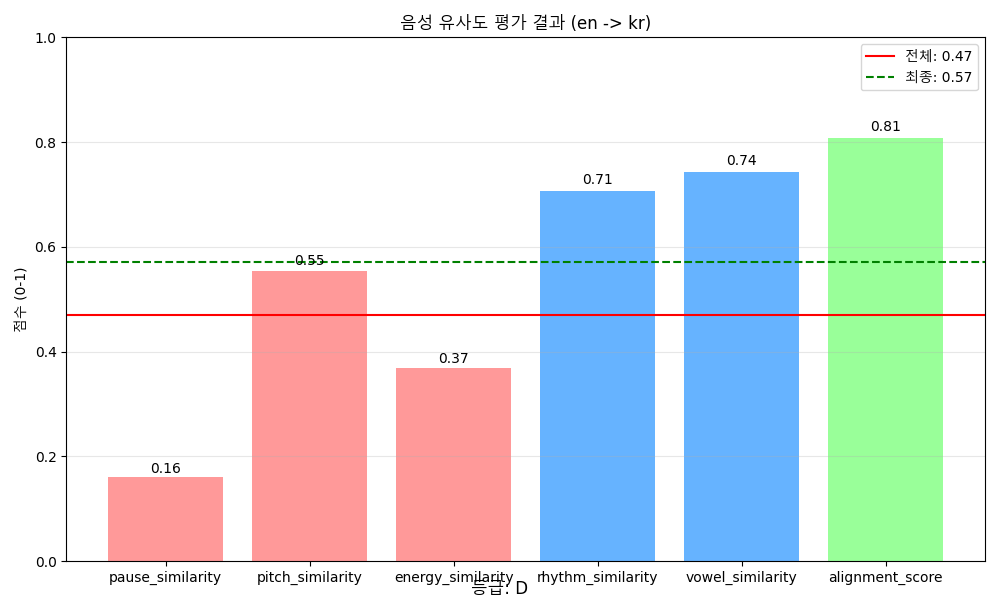 음성 유사도 평가 결과 (en -> kr)
전체: 0.47
최종: 0.57
점수 (0-1)
1.0
0.8
0.6
0.4
0.2
0.0
0.16
0.55
0.37
0.71
0.74
0.81
pause_similarity
pitch_similarity
energy_similarity
rhythm_similarity
vowel_similarity
alignment_score
등급: D